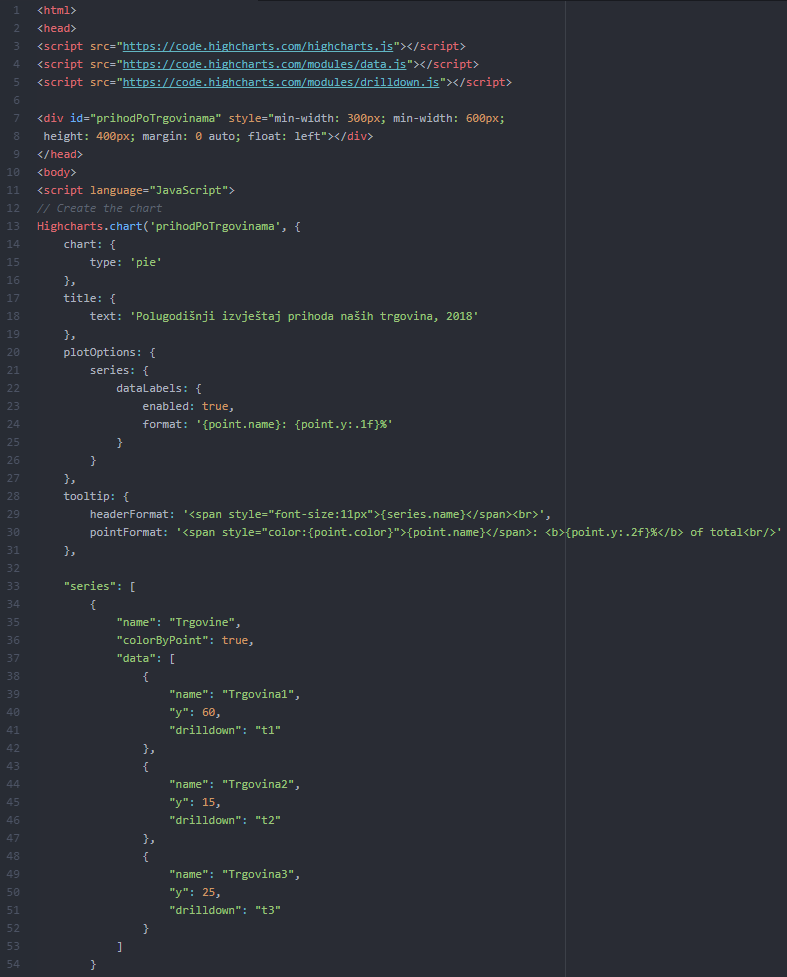 1 <html>
2 <head>
3 <script src="https://code.highcharts.com/highcharts.js"></script>
4 <script src="https://code.highcharts.com/modules/data.js"></script>
5 <script src="https://code.highcharts.com/modules/drilldown.js"></script>
6
7 <div id="prihodPoTrgovinama" style="min-width: 300px; min-width: 600px;
8  height: 400px; margin: 0 auto; float: left"></div>
9 </head>
10 <body>
11 <script language="JavaScript">
12 // Create the chart
13 Highcharts.chart('prihodPoTrgovinama', {
14     chart: {
15         type: 'pie'
16     },
17     title: {
18         text: 'Polugodišnji izvještaj prihoda naših trgovina, 2018'
19     },
20     plotOptions: {
21         series: {
22             dataLabels: {
23                 enabled: true,
24                 format: '{point.name}: {point.y:.1f}%'
25             }
26         }
27     },
28     tooltip: {
29         headerFormat: '<span style="font-size:11px">{series.name}</span><br>',
30         pointFormat: '<span style="color:{point.color}">{point.name}</span>: <b>{point.y:.2f}%</b> of total<br/>'
31     },
32
33     "series": [
34         {
35             "name": "Trgovine",
36             "colorByPoint": true,
37             "data": [
38                 {
39                     "name": "Trgovina1",
40                     "y": 60,
41                     "drilldown": "t1"
42                 },
43                 {
44                     "name": "Trgovina2",
45                     "y": 15,
46                     "drilldown": "t2"
47                 },
48                 {
49                     "name": "Trgovina3",
50                     "y": 25,
51                     "drilldown": "t3"
52                 }
53             ]
54         }